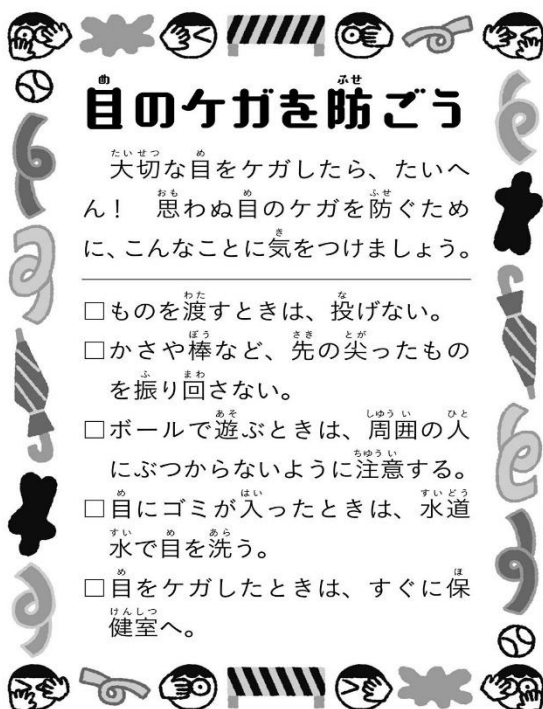 目のケガを防ごう
大切な目をケガしたら、たいへ
ん！　思わぬ目のケガを防ぐため
に、こんなことに気をつけましょう。
□ものを渡すときは、投げない。
□かさや棒など、先の尖ったもの
を振り回さない。
□ボールで遊ぶときは、周囲の人
にぶつからないように注意する。
□目にゴミが入ったときは、水道
水で目を洗う。
□目をケガしたときは、すぐに保
健室へ。